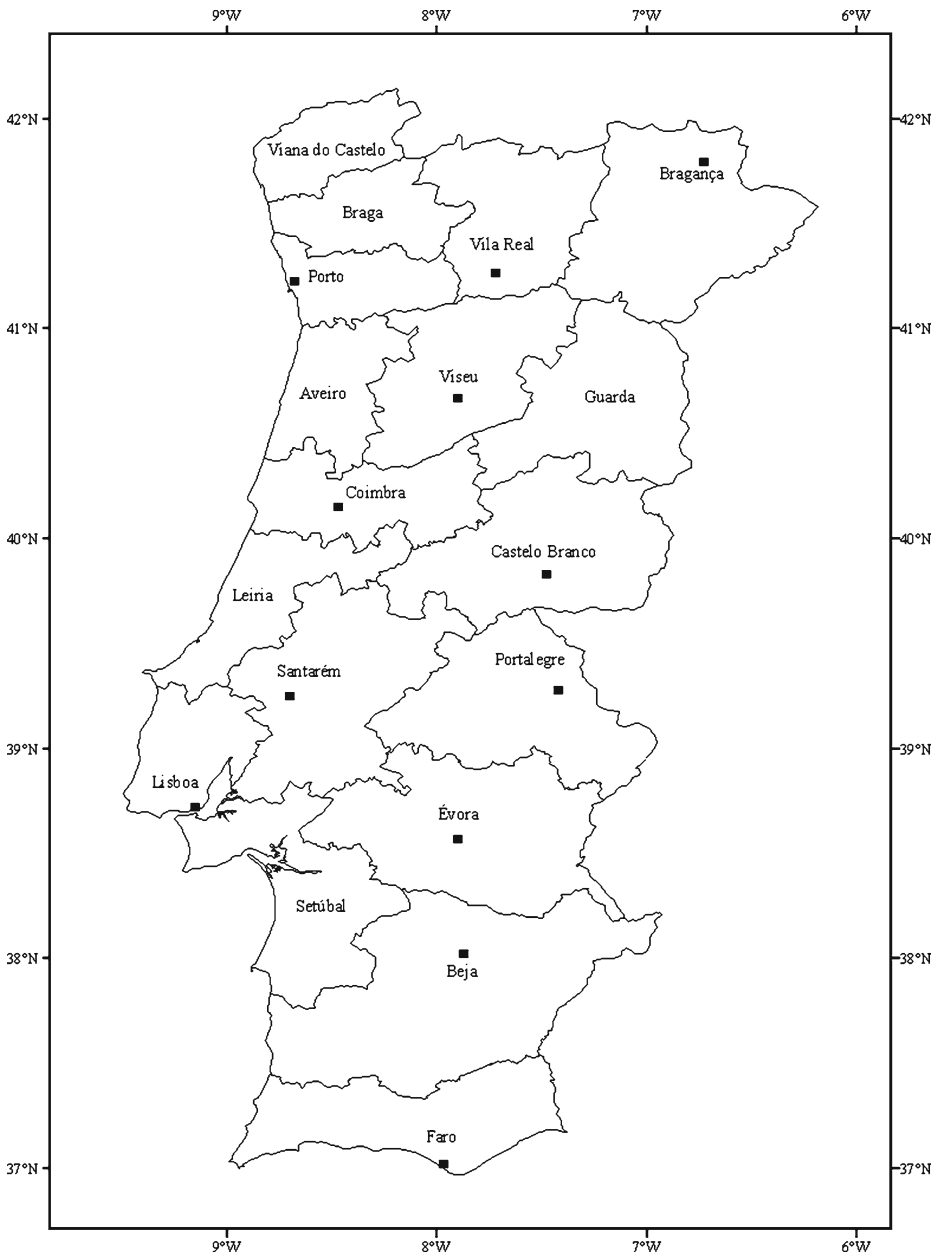 9°W 8°W 7°W 6°W
42°N 42°N
Viana do Castelo
Bragança
Braga
Vila Real
Porto
41°N 41°N
Viseu
Aveiro
Guarda
Coimbra
40°N 40°N
Castelo Branco
Leiria
Portalegre
Santarém
39°N 39°N
Lisboa
Évora
Setúbal
38°N 38°N
Beja
Faro
37°N 37°N
9°W 8°W 7°W 6°W